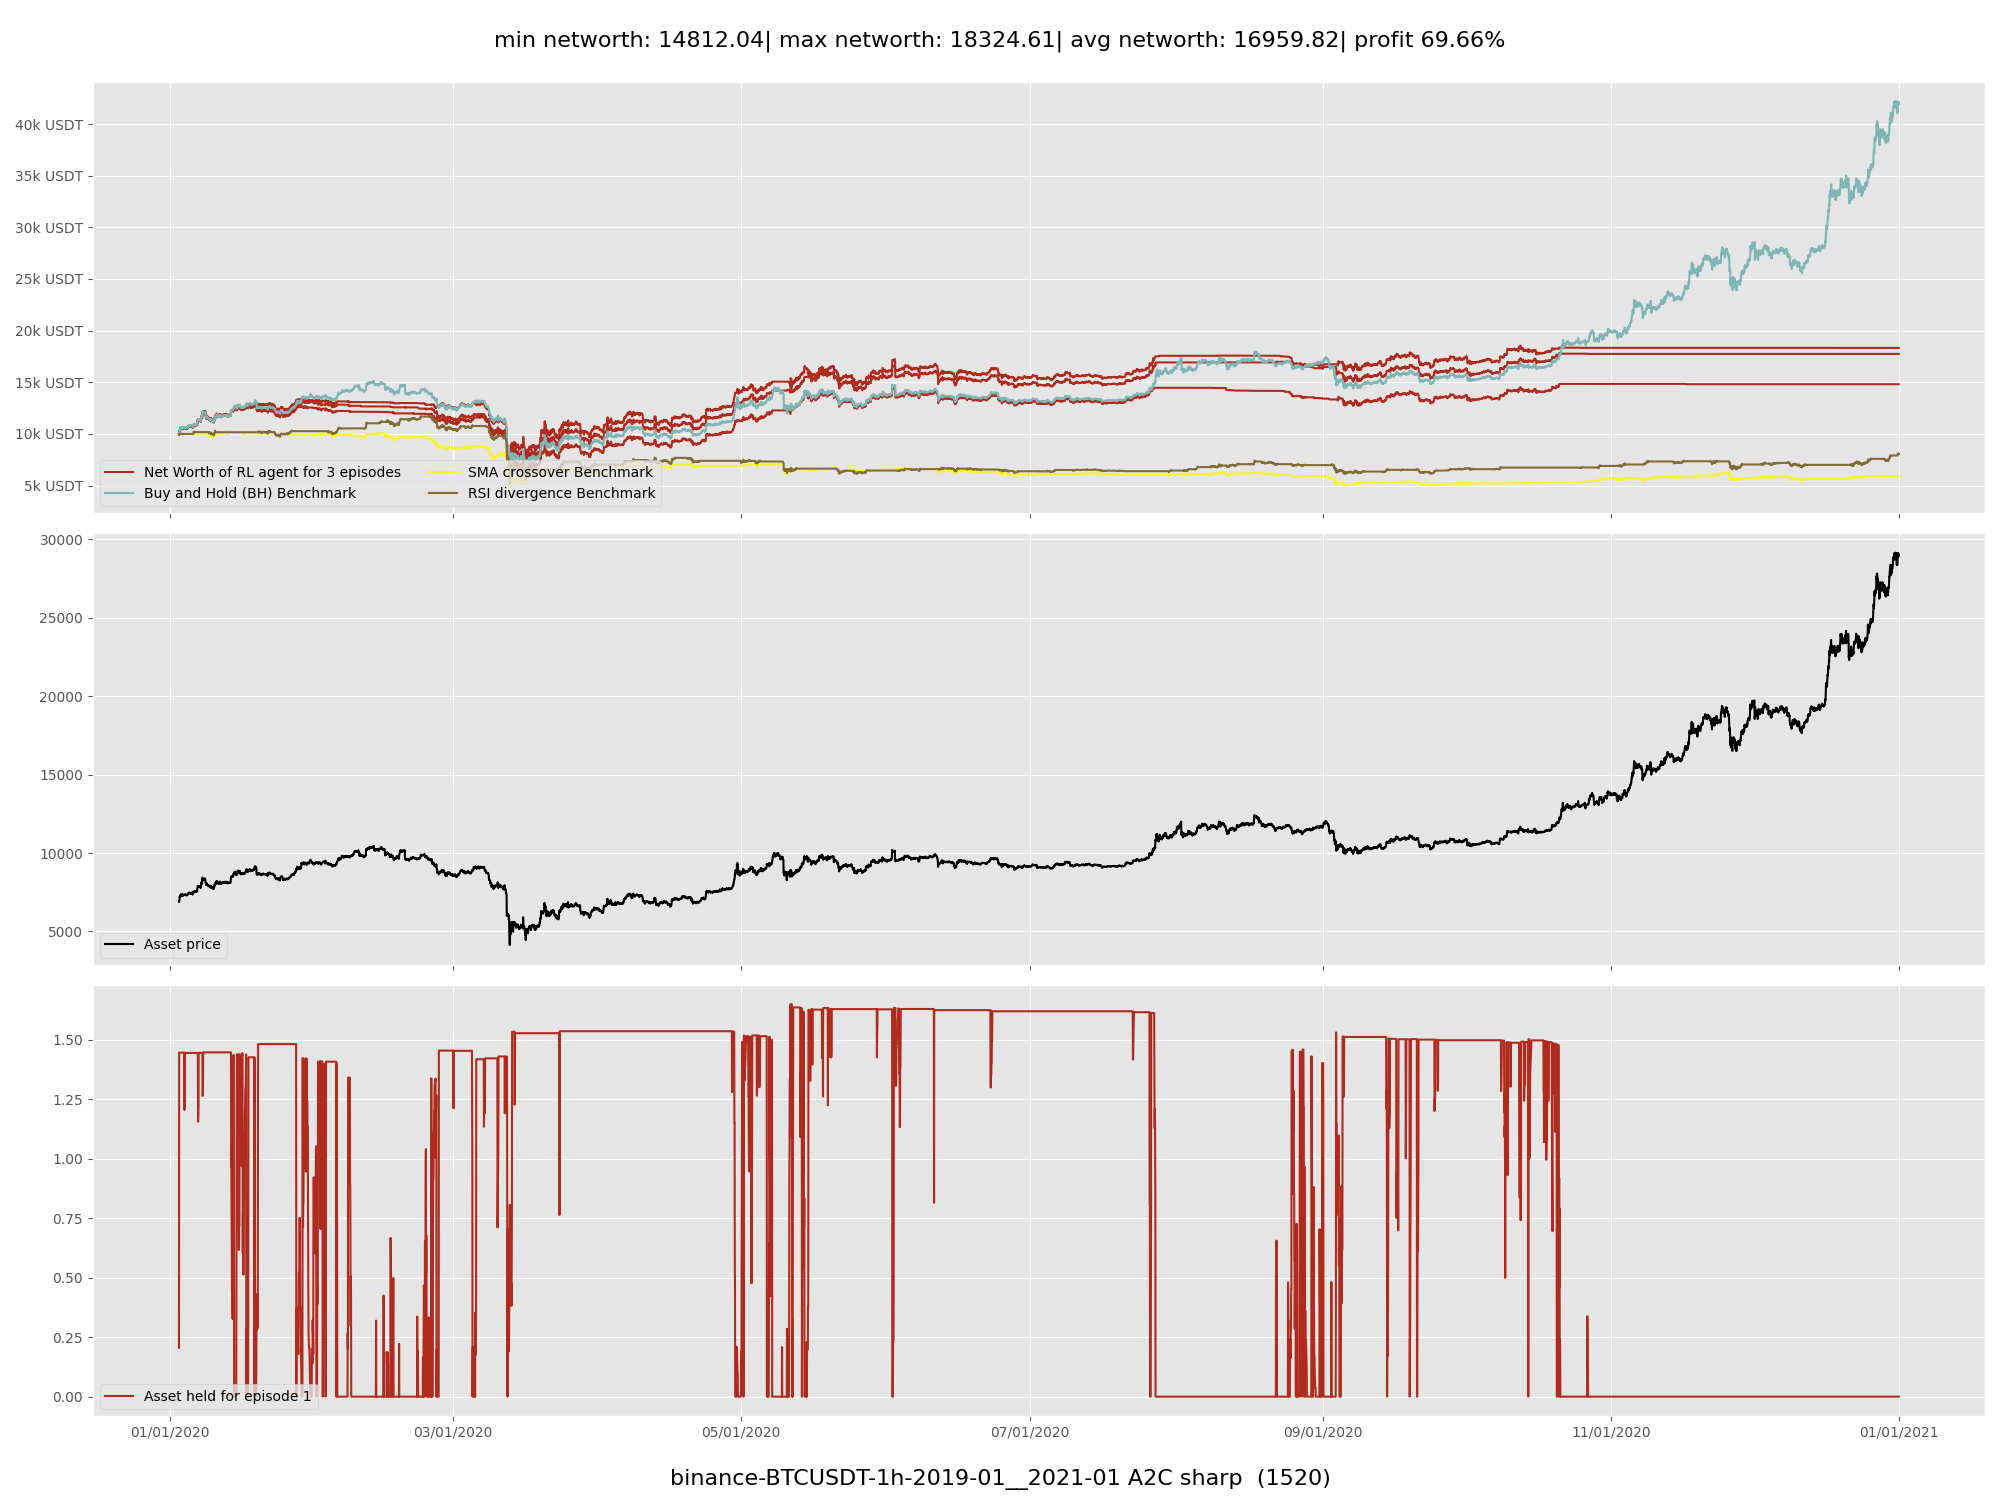 min networth: 14812.04| max networth: 18324.61| avg networth: 16959.82| profit 69.66%
40k USDT
35k USDT
30k USDT
25k USDT
20k USDT
15k USDT
10k USDT
5k USDT
Net Worth of RL agent for 3 episodes
Buy and Hold (BH) Benchmark
SMA crossover Benchmark
RSI divergence Benchmark
30000
25000
20000
15000
10000
5000
Asset price
1.50
1.25
1.00
0.75
0.50
0.25
0.00
Asset held for episode 1
01/01/2020
03/01/2020
05/01/2020
07/01/2020
09/01/2020
11/01/2020
01/01/2021
binance-BTCUSDT-1h-2019-01__2021-01 A2C sharp  (1520)